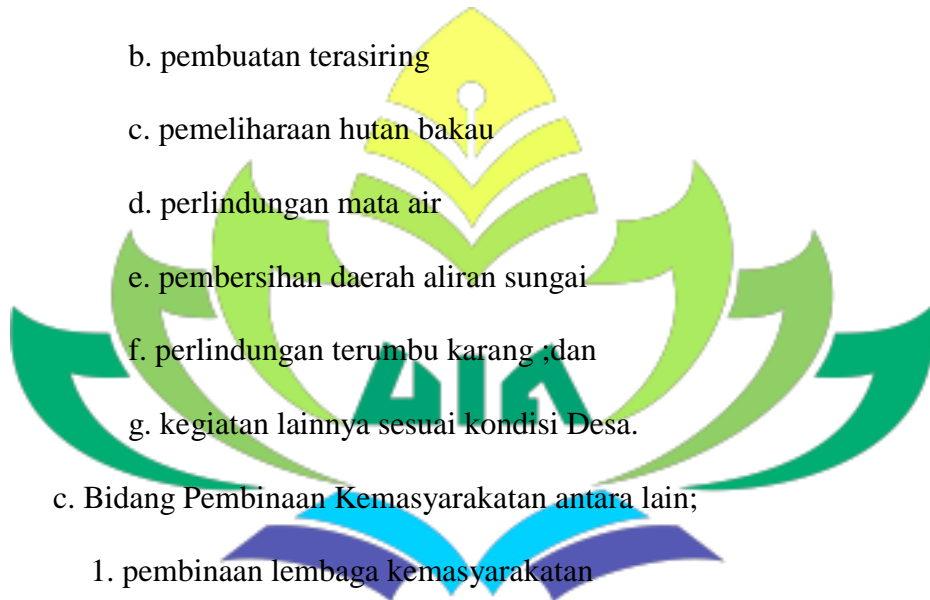 b. pembuatan terasiring
c. pemeliharaan hutan bakau
d. perlindungan mata air
e. pembersihan daerah aliran sungai
f. perlindungan terumbu karang ;dan
g. kegiatan lainnya sesuai kondisi Desa.
c. Bidang Pembinaan Kemasyarakatan antara lain;
1. pembinaan lembaga kemasyarakatan